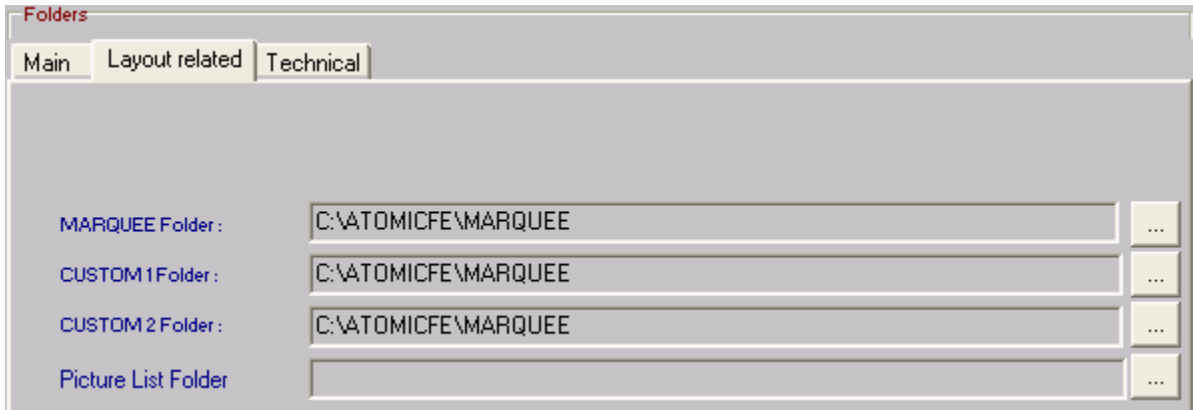 Folders
Main Layout related Technical
MARQUEE Folder : C:\ATOMICFE\MARQUEE ...
CUSTOM 1 Folder : C:\ATOMICFE\MARQUEE ...
CUSTOM 2 Folder : C:\ATOMICFE\MARQUEE ...
Picture List Folder ...